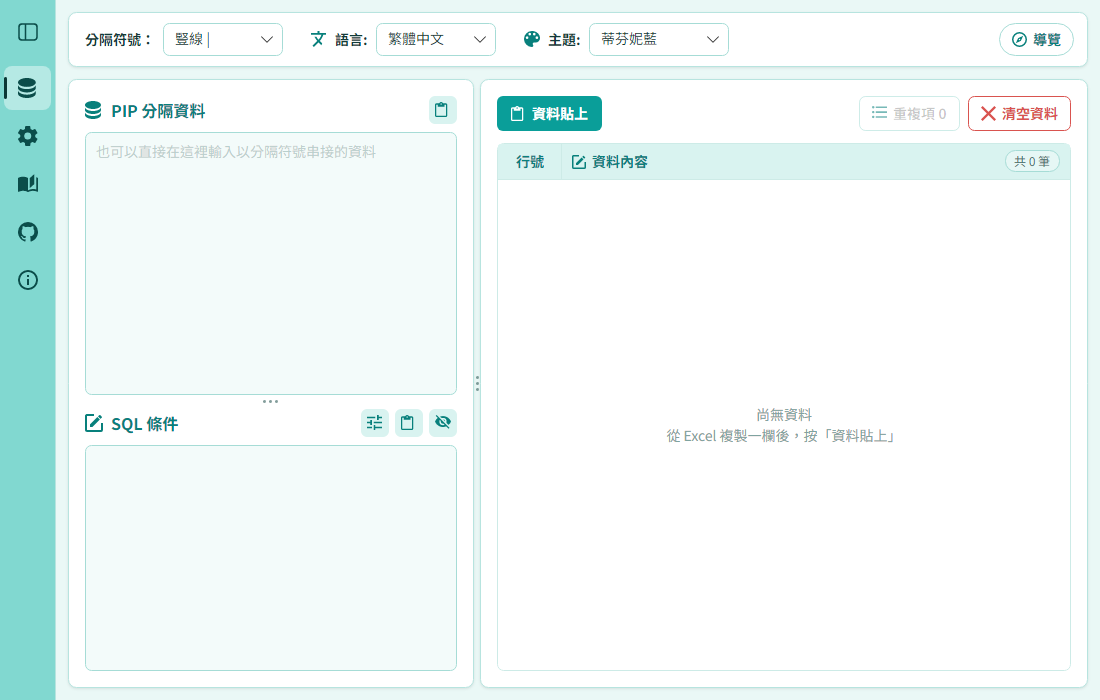 分隔符號：
豎線 |
語言:
繁體中文
主題:
蒂芬妮藍
導覽
PIP 分隔資料
也可以直接在這裡輸入以分隔符號串接的資料
SQL 條件
資料貼上
重複項 0
清空資料
行號
資料內容
共 0 筆
尚無資料
從 Excel 複製一欄後，按「資料貼上」